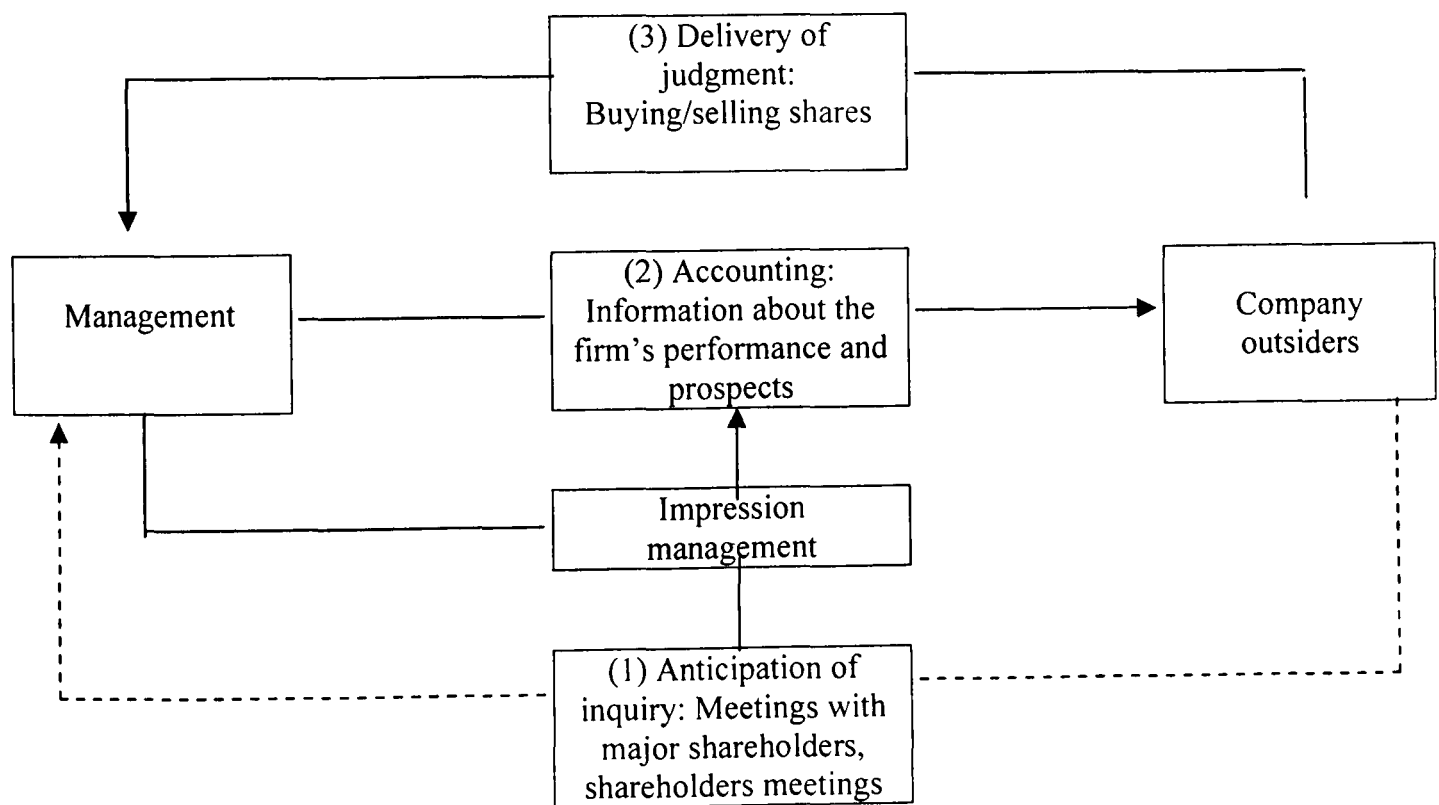 (3) Delivery of
judgment:
Buying/selling shares
Management
(2) Accounting:
Information about the
firm's performance and
prospects
Company
outsiders
Impression
management
(1) Anticipation of
inquiry: Meetings with
major shareholders,
shareholders meetings